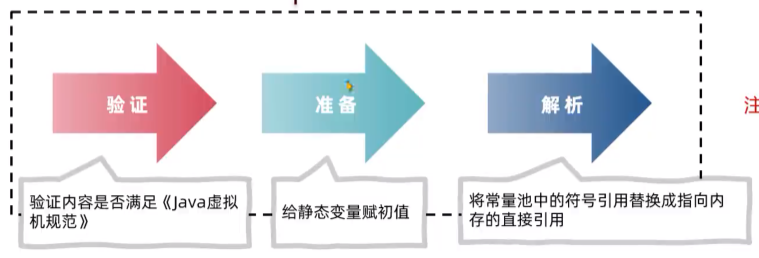 验证
准备
解析
注
验证内容是否满足《Java虚拟
机规范》
给静态变量赋初值
将常量池中的符号引用替换成指向内
存的直接引用